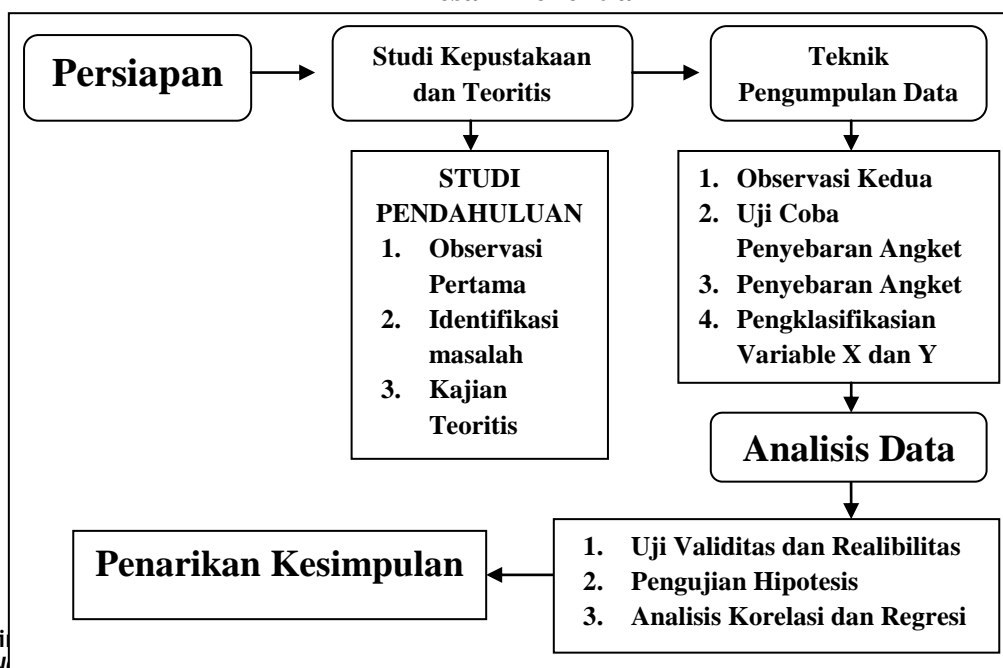 Persiapan
Studi Kepustakaan
dan Teoritis
Teknik
Pengumpulan Data
STUDI
PENDAHULUAN
1. Observasi
Pertama
2. Identifikasi
masalah
3. Kajian
Teoritis
1. Observasi Kedua
2. Uji Coba
Penyebaran Angket
3. Penyebaran Angket
4. Pengklasifikasian
Variable X dan Y
Analisis Data
1. Uji Validitas dan Realibilitas
2. Pengujian Hipotesis
3. Analisis Korelasi dan Regresi
Penarikan Kesimpulan